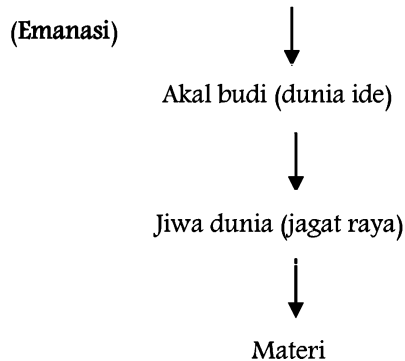 (Emanasi)
Akal budi (dunia ide)
Jiwa dunia (jagat raya)
Materi